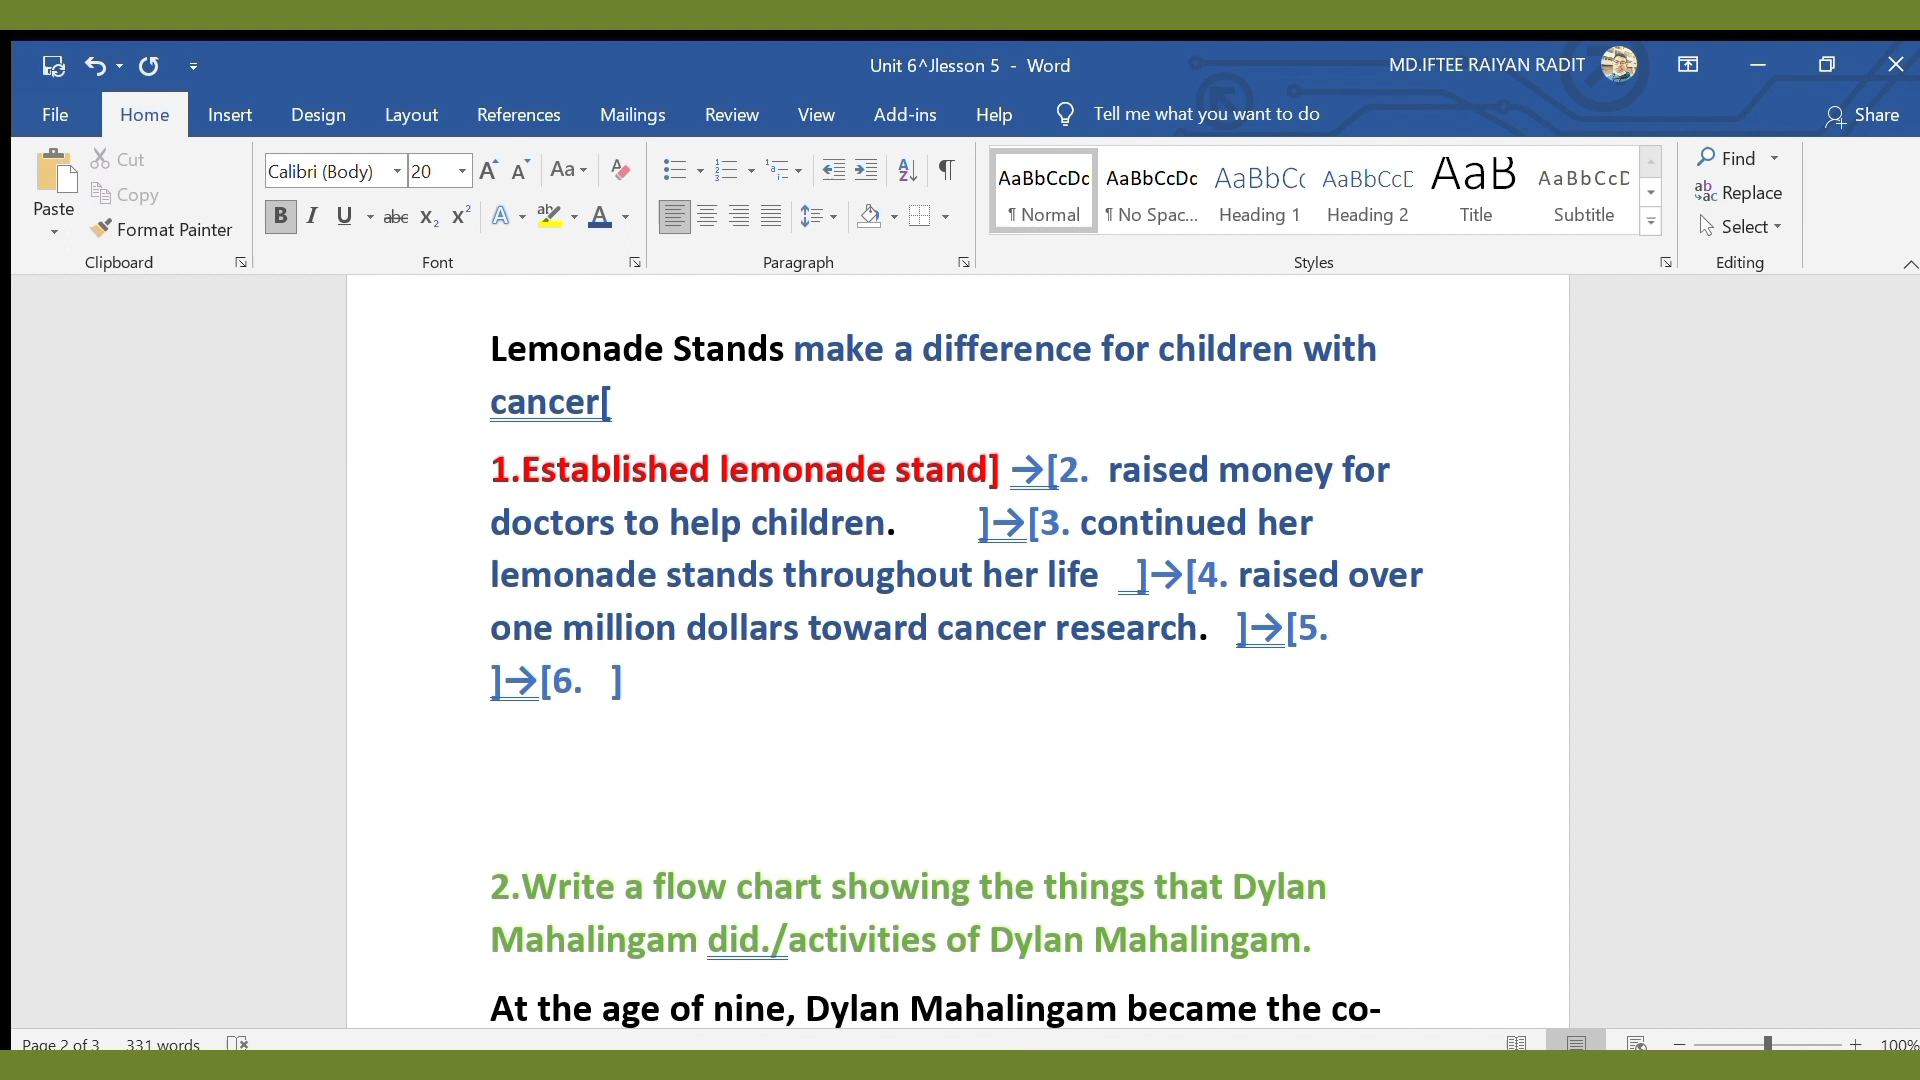 Unit 6^Jlesson 5 - Word
MD.IFTEE RAIYAN RADIT
File Home Insert Design Layout References Mailings Review View Add-ins Help Tell me what you want to do Share
Paste
Cut
Copy
Format Painter
Clipboard
Calibri (Body) 20 A A Aa A
B I U abc X2 X2 A ab A
Font
Paragraph
AaBbCcDc AaBbCcDc AaBbCc AaBbCcD AaB AaBbCcD
¶ Normal ¶ No Spac... Heading 1 Heading 2 Title Subtitle
Styles
Find
Replace
Select
Editing
Lemonade Stands make a difference for children with
cancer[
1.Established lemonade stand] →[2. raised money for
doctors to help children. ]→[3. continued her
lemonade stands throughout her life ]→[4. raised over
one million dollars toward cancer research. ]→[5.
]→[6. ]
2.Write a flow chart showing the things that Dylan
Mahalingam did./activities of Dylan Mahalingam.
At the age of nine, Dylan Mahalingam became the co-
Page 2 of 3 331 words 100%